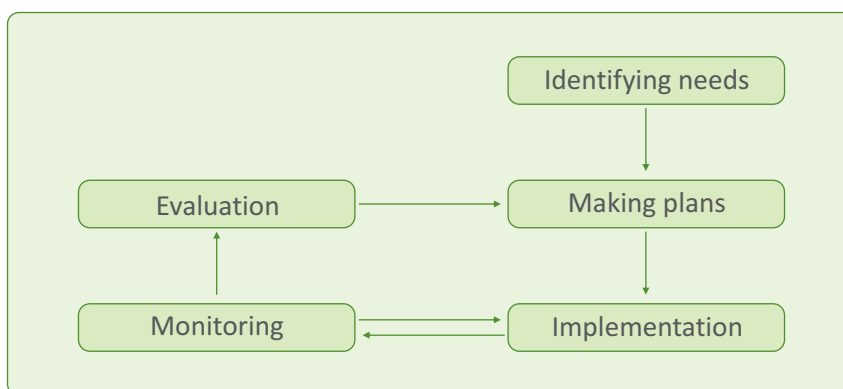 Identifying needs
Evaluation
Making plans
Monitoring
Implementation